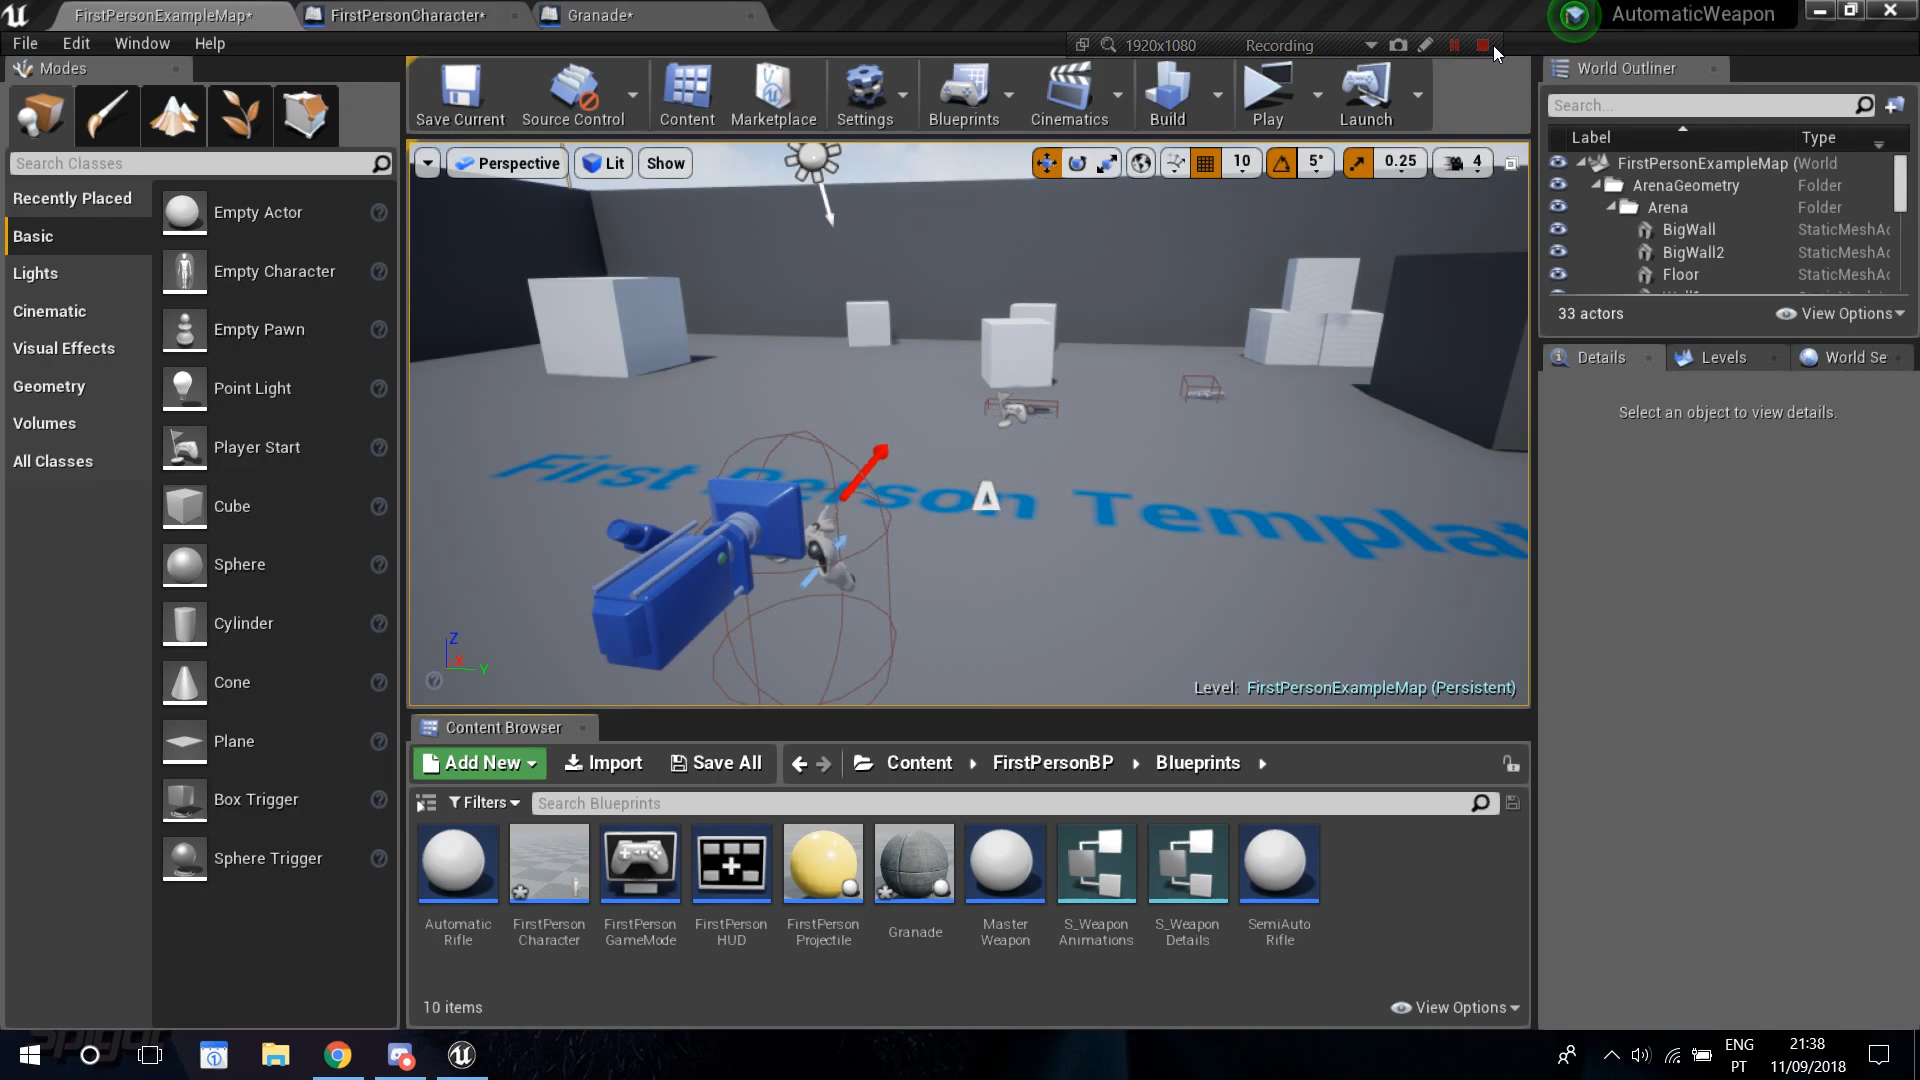 FirstPersonExampleMap*
FirstPersonCharacter*
Granade*
AutomaticWeapon
File Edit Window Help
1920x1080 Recording
Modes
Search Classes
Recently Placed
Basic
Lights
Cinematic
Visual Effects
Geometry
Volumes
All Classes
Empty Actor
Empty Character
Empty Pawn
Point Light
Player Start
Cube
Sphere
Cylinder
Cone
Plane
Box Trigger
Sphere Trigger
Save Current
Source Control
Content
Marketplace
Settings
Blueprints
Cinematics
Build
Play
Launch
Perspective
Lit
Show
10
5°
0.25
4
First Person Templat
Z
X
Y
Level: FirstPersonExampleMap (Persistent)
Content Browser
Add New
Import
Save All
Content
FirstPersonBP
Blueprints
Filters
Search Blueprints
Automatic
Rifle
FirstPerson
Character
FirstPerson
GameMode
FirstPerson
HUD
FirstPerson
Projectile
Granade
Master
Weapon
S_Weapon
Animations
S_Weapon
Details
SemiAuto
Rifle
10 items
View Options
World Outliner
Search...
Label Type
FirstPersonExampleMap ( World
ArenaGeometry Folder
Arena Folder
BigWall StaticMeshAc
BigWall2 StaticMeshAc
Floor StaticMeshAc
33 actors
View Options
Details
Levels
World Se
Select an object to view details.
ENG
PT
21:38
11/09/2018